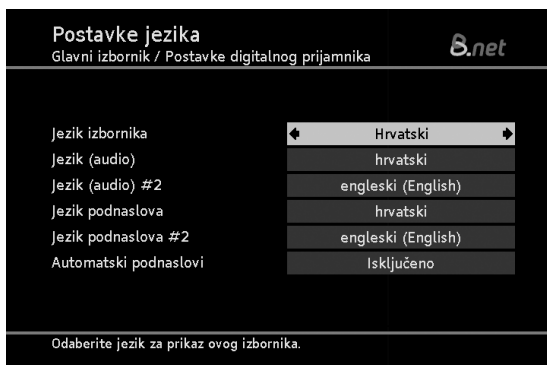 Postavke jezika
Glavni izbornik / Postavke digitalnog prijamnika
B.net
Jezik izbornika Hrvatski
Jezik (audio) hrvatski
Jezik (audio) #2 engleski (English)
Jezik podnaslova hrvatski
Jezik podnaslova #2 engleski (English)
Automatski podnaslovi Isključeno
Odaberite jezik za prikaz ovog izbornika.